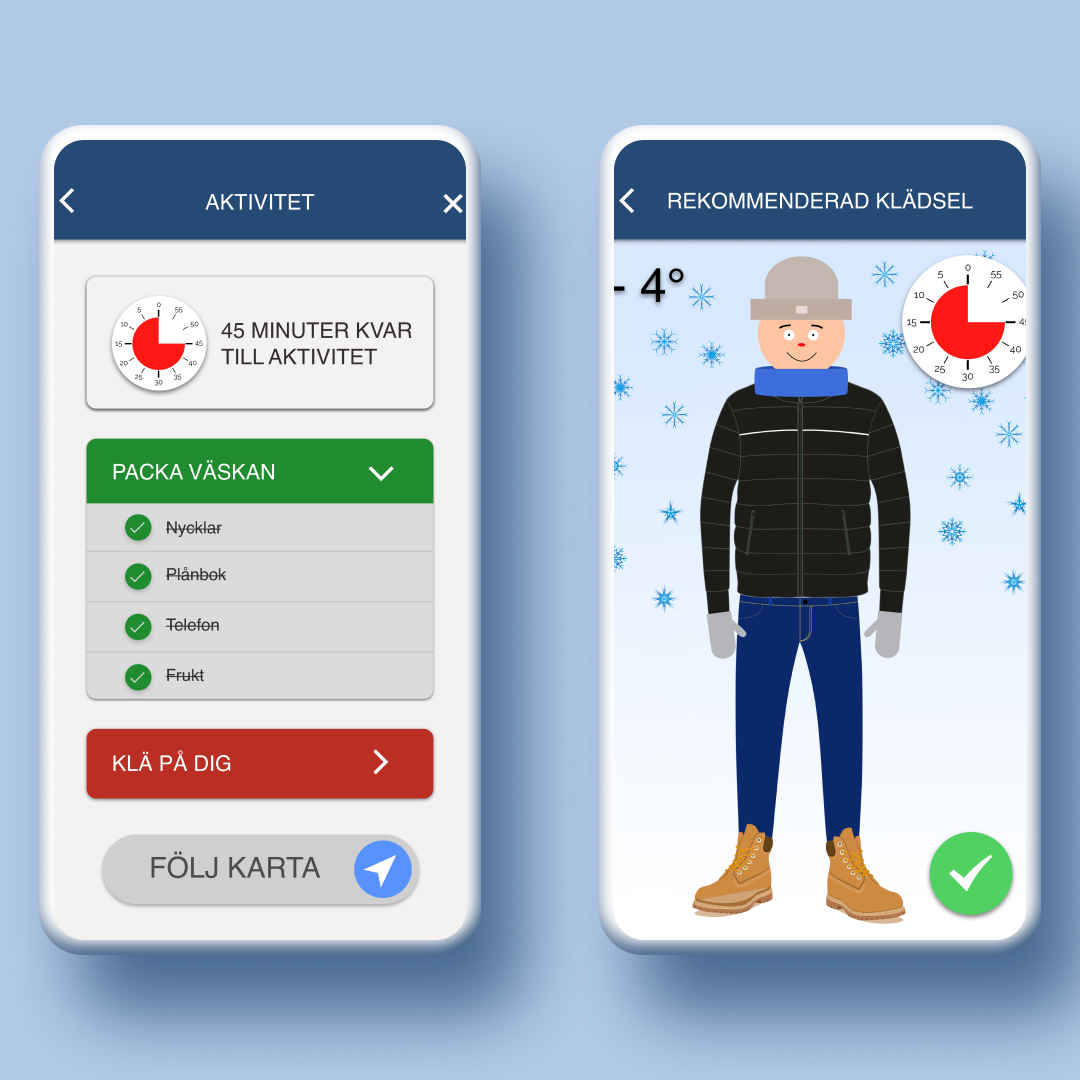 AKTIVITET
0
5
55
10
50
15
45
20
40
25
35
30
45 MINUTER KVAR
TILL AKTIVITET
PACKA VÄSKAN
Nycklar
Plånbok
Telefon
Frukt
KLÄ PÅ DIG
FÖLJ KARTA
REKOMMENDERAD KLÄDSEL
- 4°
0
5
55
10
50
15
45
20
40
25
35
30